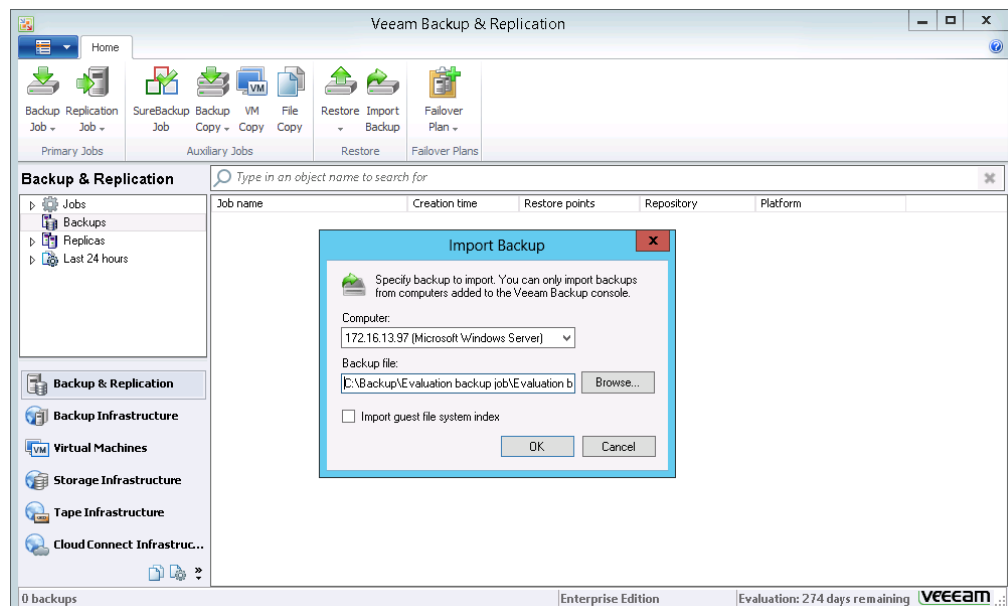 Veeam Backup & Replication
Home
Backup Job
Replication Job
SureBackup Job
Backup Copy
VM Copy
File Copy
Restore
Import Backup
Failover Plan
Primary Jobs
Auxiliary Jobs
Restore
Failover Plans
Backup & Replication
Type in an object name to search for
Jobs
Backups
Replicas
Last 24 hours
Job name Creation time Restore points Repository Platform
Import Backup
Specify backup to import. You can only import backups
from computers added to the Veeam Backup console.
Computer:
172.16.13.97 (Microsoft Windows Server)
Backup file:
C:\Backup\Evaluation backup job\Evaluation b
Browse...
Import guest file system index
OK Cancel
Backup & Replication
Backup Infrastructure
VM Virtual Machines
Storage Infrastructure
Tape Infrastructure
Cloud Connect Infrastruc...
0 backups
Enterprise Edition
Evaluation: 274 days remaining
veeam